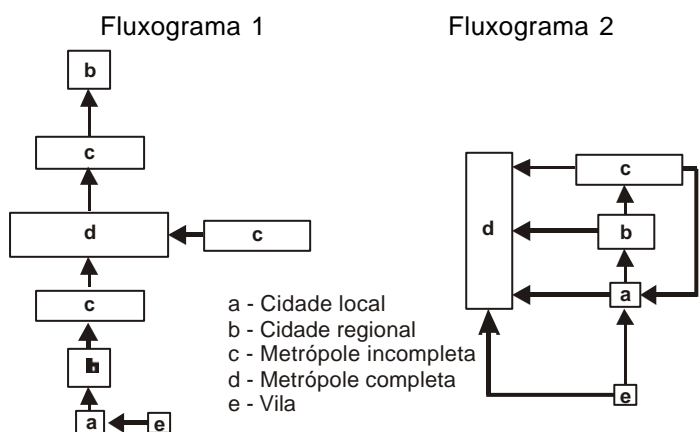 Fluxograma 1
Fluxograma 2
b
c
d
c
c
b
a
e
a - Cidade local
b - Cidade regional
c - Metrópole incompleta
d - Metrópole completa
e - Vila
c
d
b
a
e